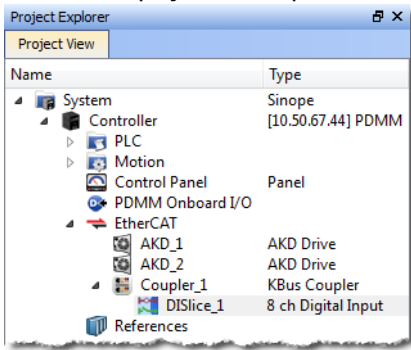 Project Explorer
Project View
Name Type
System Sinope
Controller [10.50.67.44] PDMM
PLC
Motion
Control Panel Panel
PDMM Onboard I/O
EtherCAT
AKD_1 AKD Drive
AKD_2 AKD Drive
Coupler_1 KBus Coupler
DISlice_1 8 ch Digital Input
References